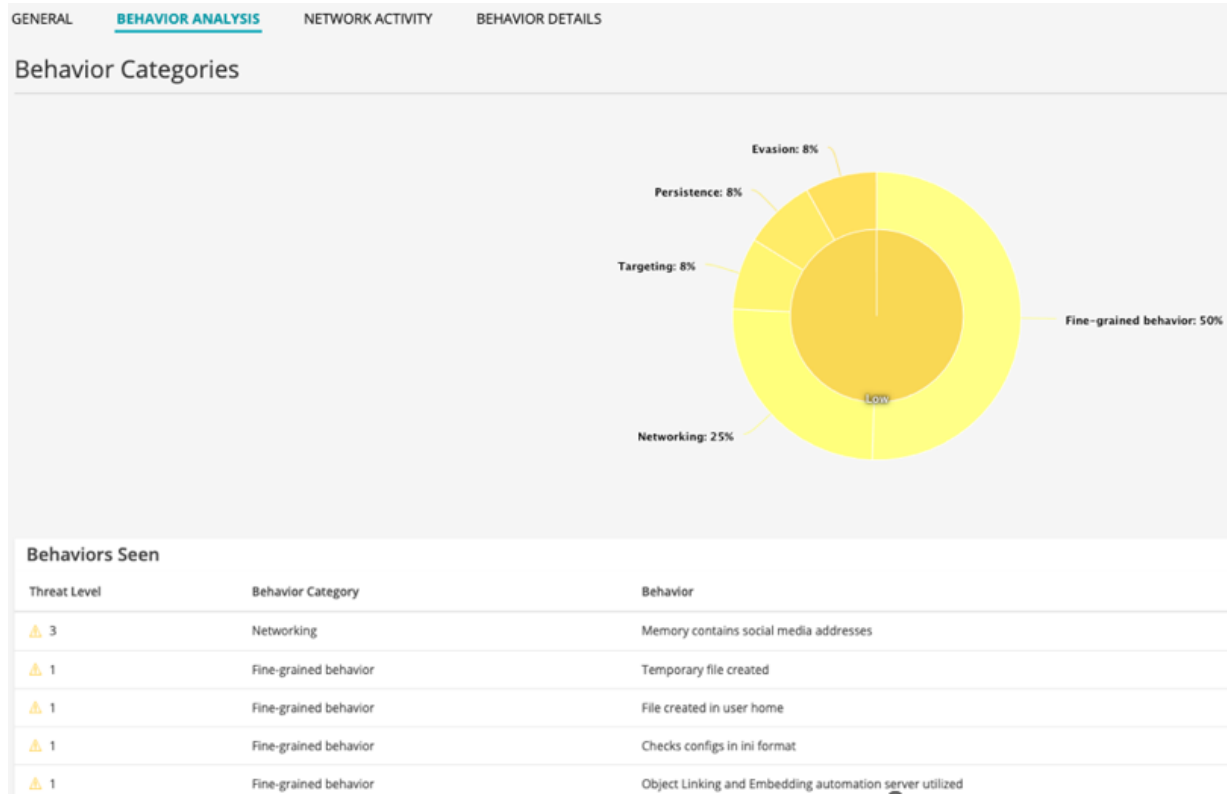 GENERAL BEHAVIOR ANALYSIS NETWORK ACTIVITY BEHAVIOR DETAILS
Behavior Categories
Evasion: 8%
Persistence: 8%
Targeting: 8%
Fine-grained behavior: 50%
Low
Networking: 25%
Behaviors Seen
Threat Level Behavior Category Behavior
3 Networking Memory contains social media addresses
1 Fine-grained behavior Temporary file created
1 Fine-grained behavior File created in user home
1 Fine-grained behavior Checks configs in ini format
1 Fine-grained behavior Object Linking and Embedding automation server utilized